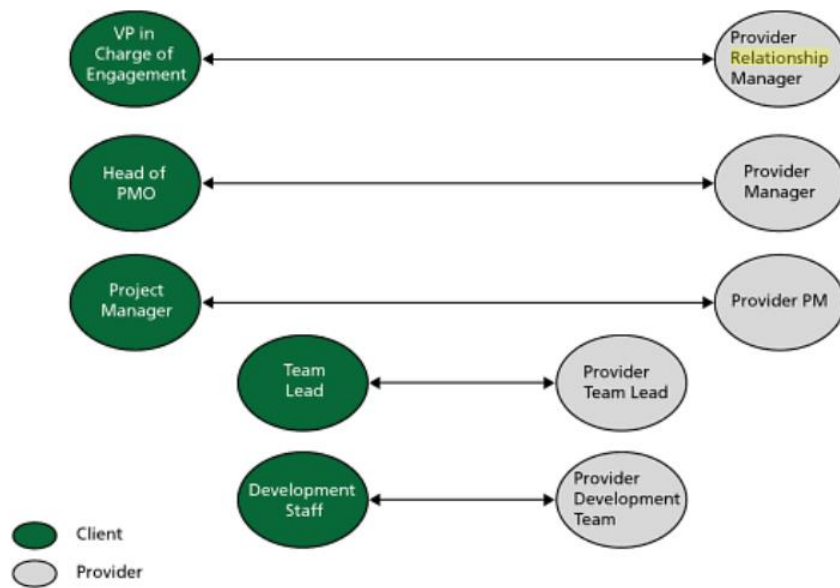 VP in
Charge of
Engagement
Provider
Relationship
Manager
Head of
PMO
Provider
Manager
Project
Manager
Provider PM
Team
Lead
Provider
Team Lead
Development
Staff
Provider
Development
Team
Client
Provider